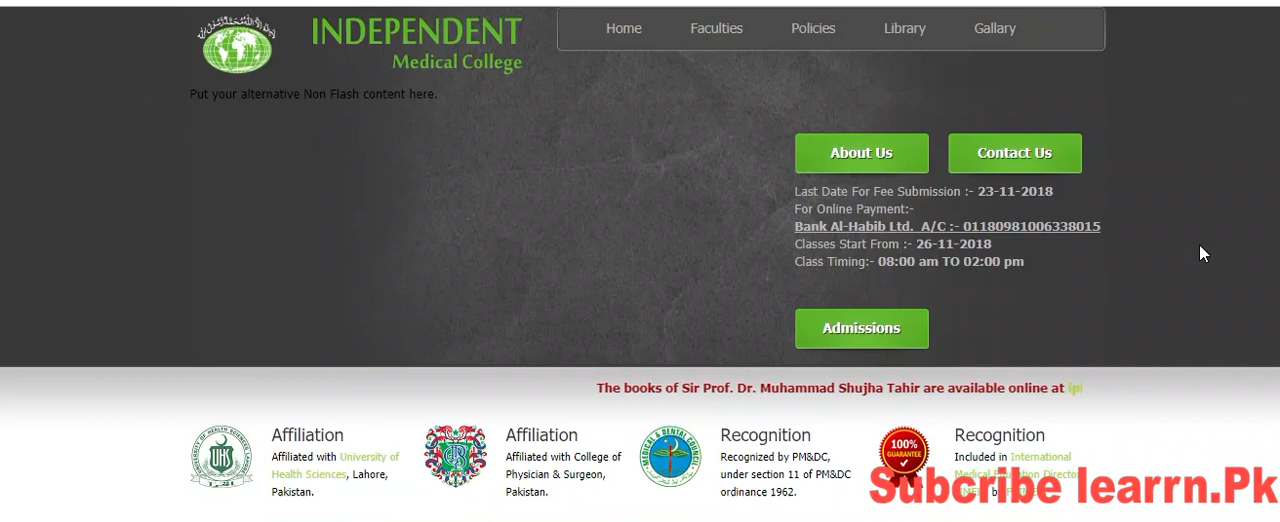 INDEPENDENT
Medical College
Home Faculties Policies Library Gallary
Put your alternative Non Flash content here.
About Us Contact Us
Last Date For Fee Submission :- 23-11-2018
For Online Payment:-
Bank Al-Habib Ltd. A/C :- 01180981006338015
Classes Start From :- 26-11-2018
Class Timing:- 08:00 am TO 02:00 pm
Admissions
The books of Sir Prof. Dr. Muhammad Shujha Tahir are available online at
Affiliation
Affiliated with University of
Health Sciences, Lahore,
Pakistan.
UHS
Affiliation
Affiliated with College of
Physician & Surgeon,
Pakistan.
Recognition
Recognized by PM&DC,
under section 11 of PM&DC
ordinance 1962.
100%
GUARANTEE
Recognition
Included in International
Medical Education
Subcribe learrn.Pk